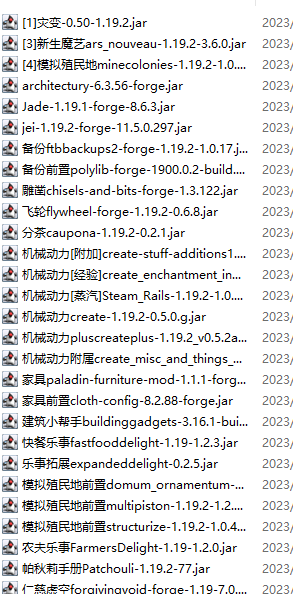 [1]灾变-0.50-1.19.2.jar 2023/
[3]新生魔艺ars_nouveau-1.19.2-3.6.0.jar 2023/
[4]模拟殖民地minecolonies-1.19.2-1.0.... 2023/
architectury-6.3.56-forge.jar 2023/
Jade-1.19.1-forge-8.6.3.jar 2023/
jei-1.19.2-forge-11.5.0.297.jar 2023/
备份ftbbackups2-forge-1.19.2-1.0.17.j... 2023/
备份前置polylib-forge-1900.0.2-build.... 2023/
雕凿chisels-and-bits-forge-1.3.122.jar 2023/
飞轮flywheel-forge-1.19.2-0.6.8.jar 2023/
分茶caupona-1.19.2-0.2.1.jar 2023/
机械动力[附加]create-stuff-additions1.... 2023/
机械动力[经验]create_enchantment_in... 2023/
机械动力[蒸汽]Steam_Rails-1.19.2-1.0.... 2023/
机械动力create-1.19.2-0.5.0.g.jar 2023/
机械动力pluscreateplus-1.19.2_v0.5.2a... 2023/
机械动力附属create_misc_and_things_... 2023/
家具paladin-furniture-mod-1.1.1-forg... 2023/
家具前置cloth-config-8.2.88-forge.jar 2023/
建筑小帮手buildinggadgets-3.16.1-bui... 2023/
快餐乐事fastfooddelight-1.19-1.2.3.jar 2023/
乐事拓展expandeddelight-0.2.5.jar 2023/
模拟殖民地前置domum_ornamentum-... 2023/
模拟殖民地前置multipiston-1.19.2-1.2.... 2023/
模拟殖民地前置structurize-1.19.2-1.0.4... 2023/
农夫乐事FarmersDelight-1.19-1.2.0.jar 2023/
帕秋莉手册Patchouli-1.19.2-77.jar 2023/
仁慈虚空forgivingvoid-forge-1.19-7.0.... 2023/